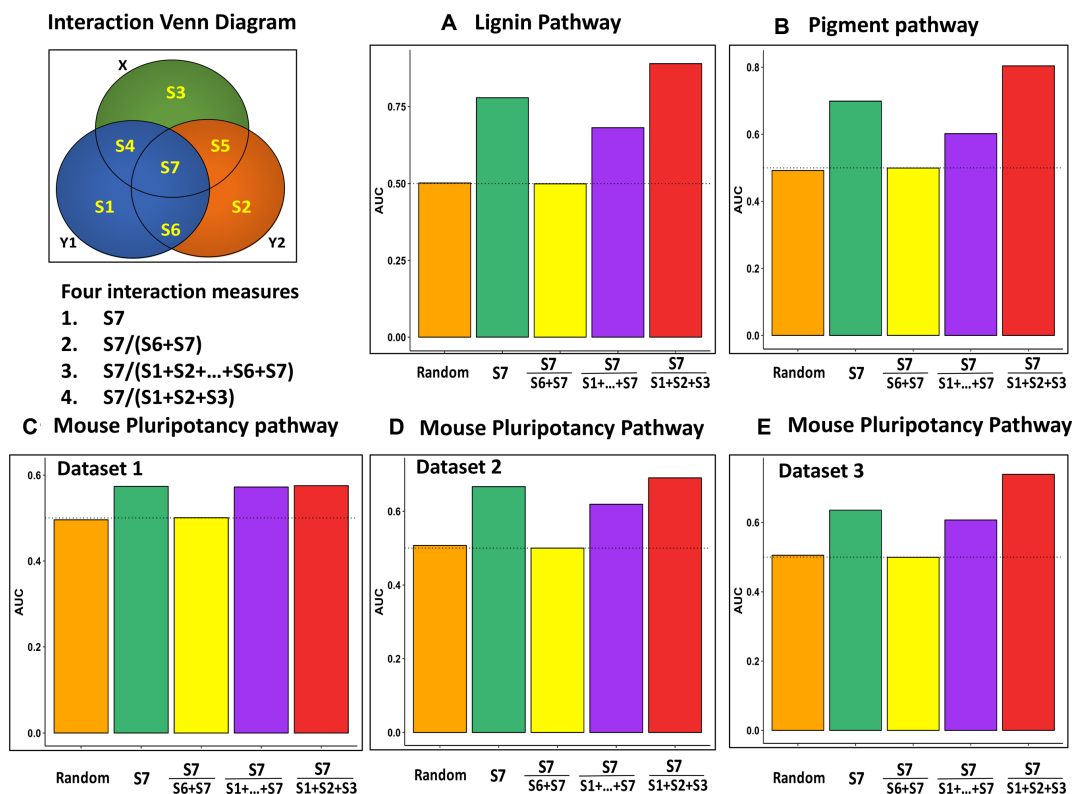 Interaction Venn Diagram
X
S3
S4
S5
S7
S1
S2
S6
Y1
Y2
Four interaction measures
1. S7
2. S7/(S6+S7)
3. S7/(S1+S2+...+S6+S7)
4. S7/(S1+S2+S3)
A Lignin Pathway
AUC
0.75
0.50
0.25
0.00
Random
S7
S7
S6+S7
S7
S1+...+S7
S7
S1+S2+S3
B Pigment pathway
AUC
0.8
0.6
0.4
0.2
0.0
Random
S7
S7
S6+S7
S7
S1+...+S7
S7
S1+S2+S3
C Mouse Pluripotancy pathway
Dataset 1
AUC
0.6
0.4
0.2
0.0
Random
S7
S7
S6+S7
S7
S1+...+S7
S7
S1+S2+S3
D Mouse Pluripotancy Pathway
Dataset 2
AUC
0.6
0.4
0.2
0.0
Random
S7
S7
S6+S7
S7
S1+...+S7
S7
S1+S2+S3
E Mouse Pluripotancy Pathway
Dataset 3
AUC
0.6
0.4
0.2
0.0
Random
S7
S7
S6+S7
S7
S1+...+S7
S7
S1+S2+S3